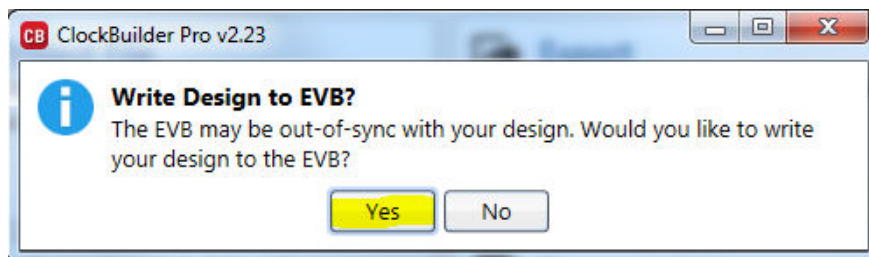 CB ClockBuilder Pro v2.23
Write Design to EVB?
The EVB may be out-of-sync with your design. Would you like to write
your design to the EVB?
Yes No